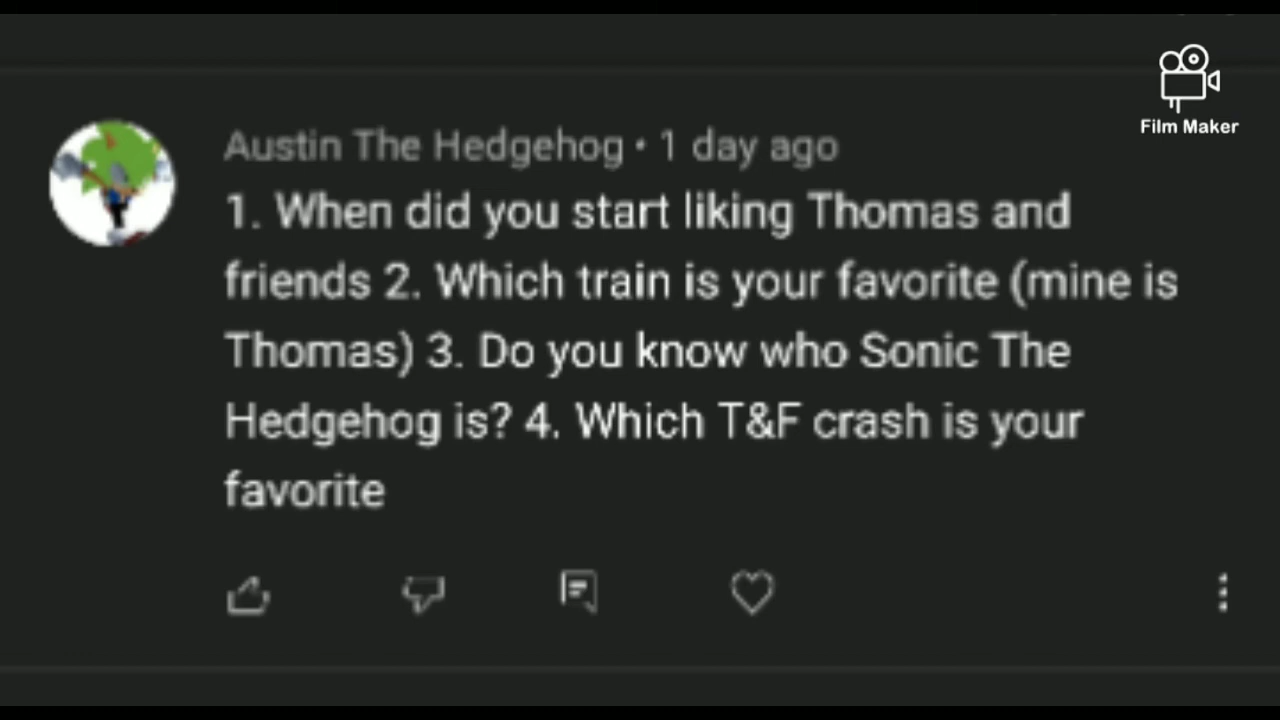 Film Maker
Austin The Hedgehog • 1 day ago
1. When did you start liking Thomas and
friends 2. Which train is your favorite (mine is
Thomas) 3. Do you know who Sonic The
Hedgehog is? 4. Which T&F crash is your
favorite